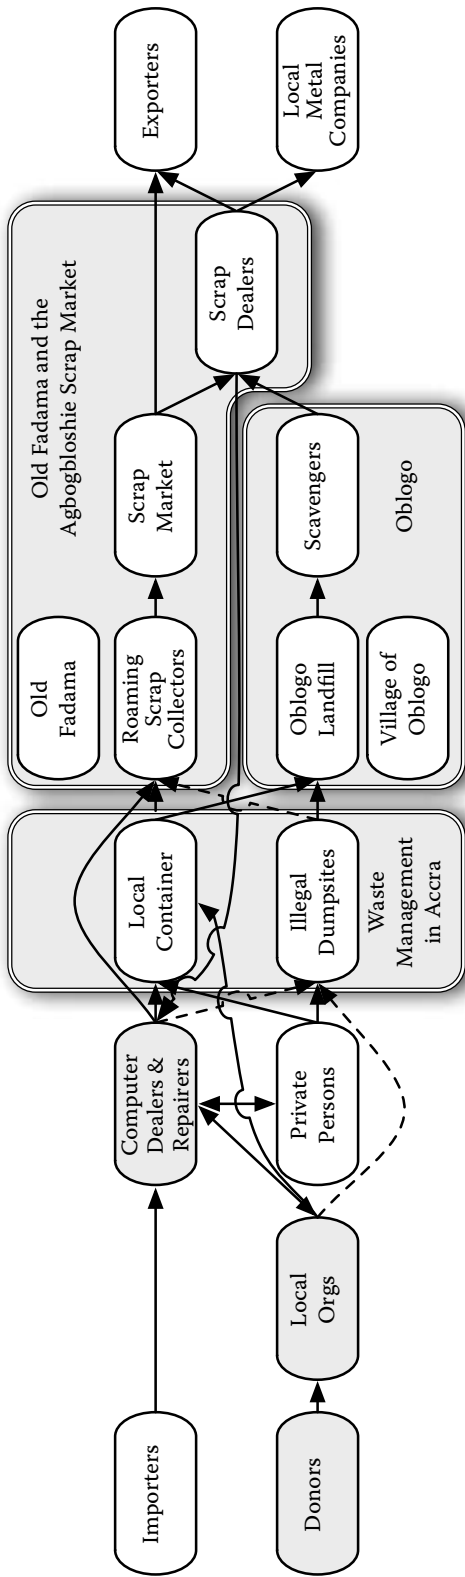 Importers
Donors
Local
Orgs
Computer
Dealers &
Repairers
Private
Persons
Local
Container
Illegal
Dumpsites
Waste
Management
in Accra
Old Fadama and the
Agbogbloshie Scrap Market
Old
Fadama
Roaming
Scrap
Collectors
Scrap
Market
Scrap
Dealers
Oblogo
Landfill
Village of
Oblogo
Scavengers
Oblogo
Exporters
Local
Metal
Companies